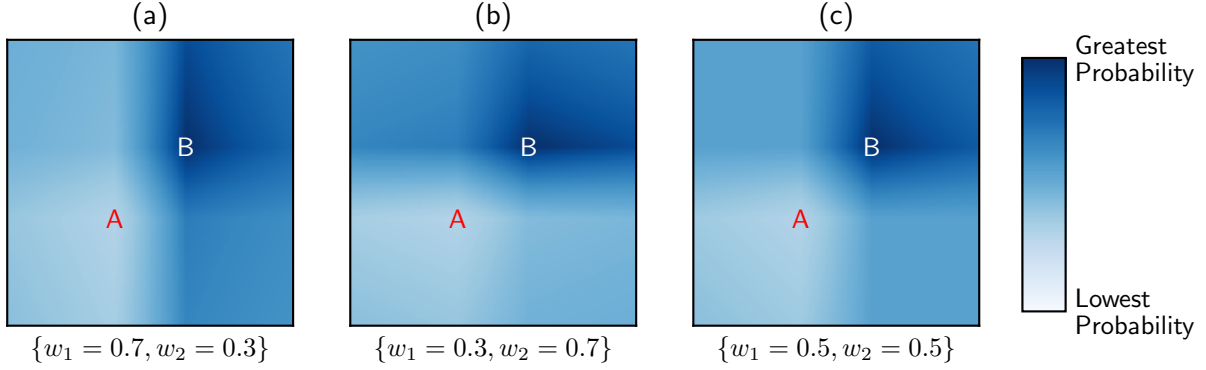 (a)
(b)
(c)
B
A
B
A
B
A
Greatest
Probability
Lowest
Probability
{w₁ = 0.7, w₂ = 0.3}
{w₁ = 0.3, w₂ = 0.7}
{w₁ = 0.5, w₂ = 0.5}